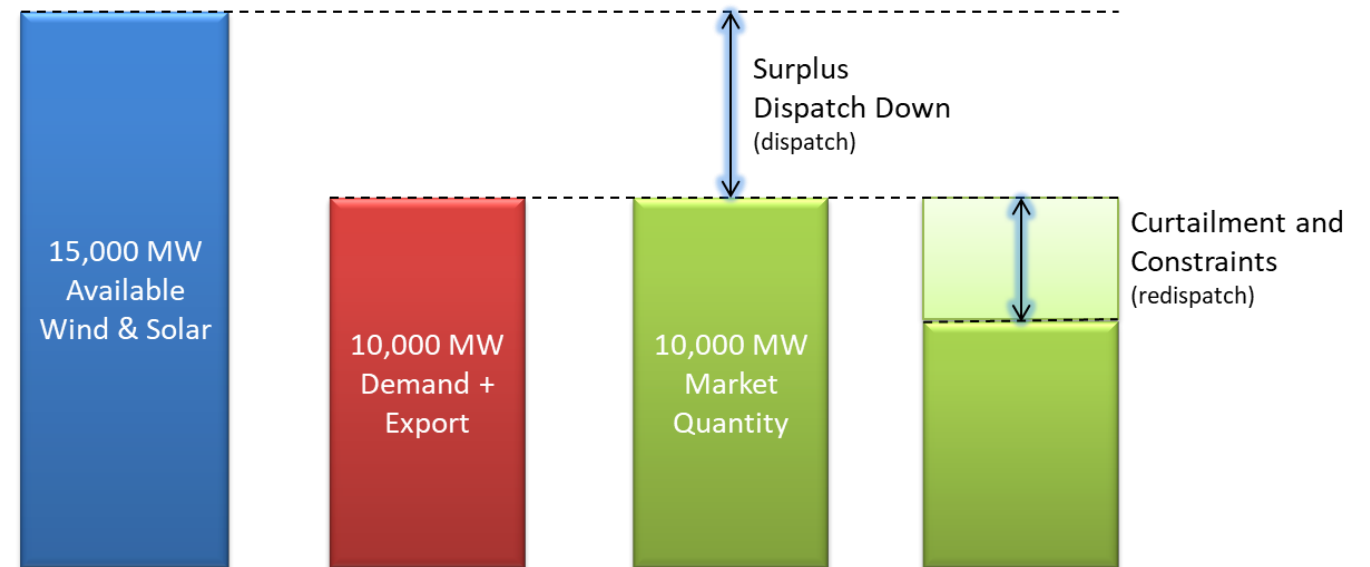 15,000 MW
Available
Wind & Solar
10,000 MW
Demand +
Export
10,000 MW
Market
Quantity
Surplus
Dispatch Down
(dispatch)
Curtailment and
Constraints
(redispatch)